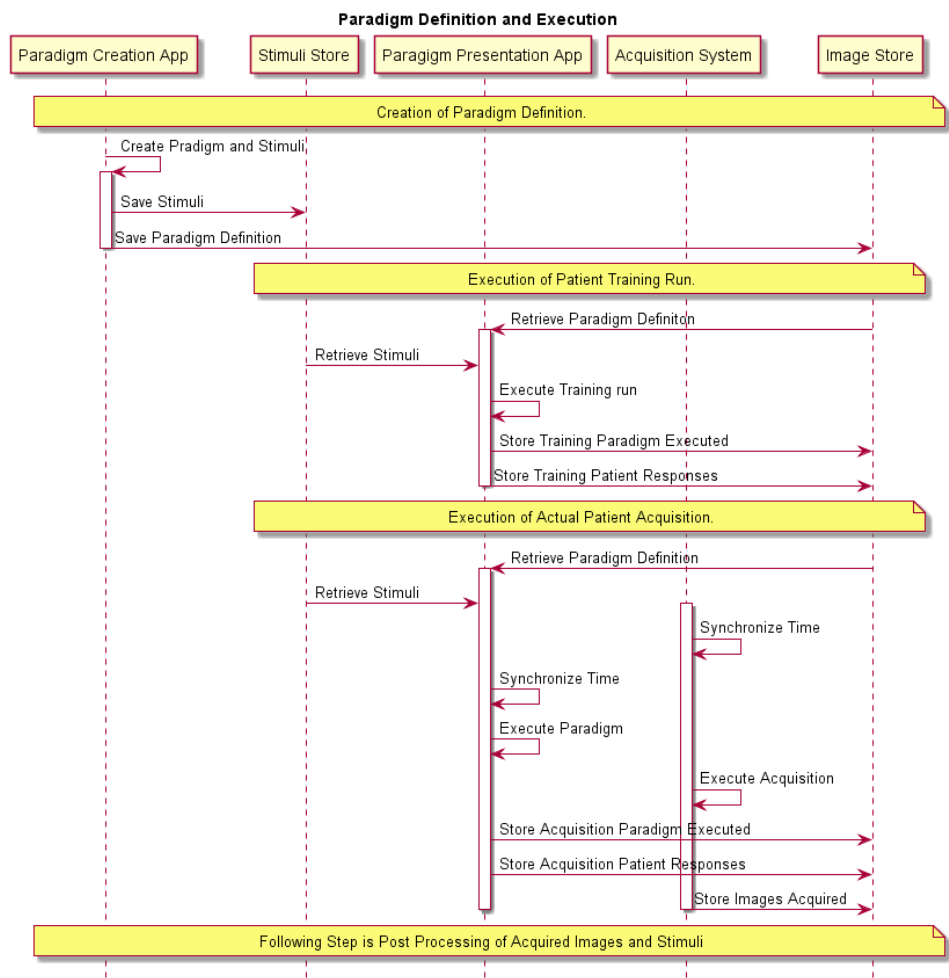 Paradigm Definition and Execution
Paradigm Creation App
Stimuli Store
Paragigm Presentation App
Acquisition System
Image Store
Creation of Paradigm Definition.
Create Pradigm and Stimuli
Save Stimuli
Save Paradigm Definition
Execution of Patient Training Run.
Retrieve Paradigm Definiton
Retrieve Stimuli
Execute Training run
Store Training Paradigm Executed
Store Training Patient Responses
Execution of Actual Patient Acquisition.
Retrieve Paradigm Definition
Retrieve Stimuli
Synchronize Time
Synchronize Time
Execute Paradigm
Execute Acquisition
Store Acquisition Paradigm Executed
Store Acquisition Patient Responses
Store Images Acquired
Following Step is Post Processing of Acquired Images and Stimuli